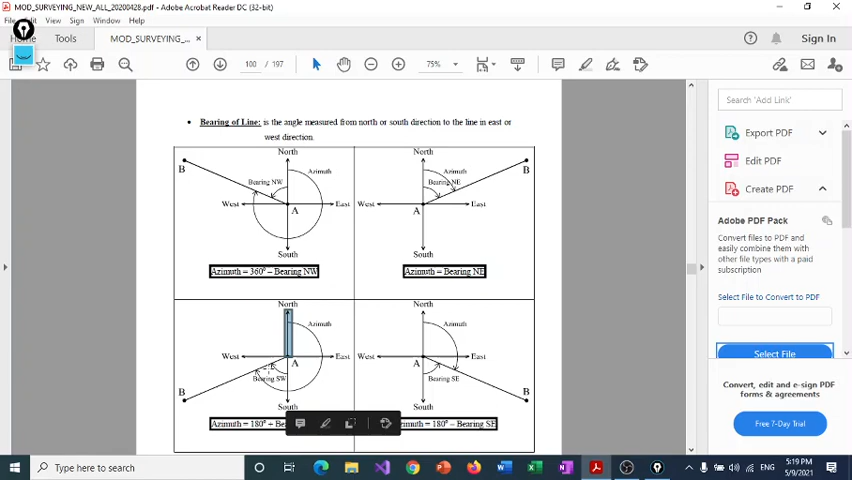 MOD_SURVEYING_NEW_ALL_20200428.pdf - Adobe Acrobat Reader DC (32-bit)
File Edit View Sign Window Help
Home Tools MOD_SURVEYING_... × Sign In
100 / 197 75%
• Bearing of Line: is the angle measured from north or south direction to the line in east or
west direction.
North
B
Azimuth
Bearing NW
West East
A
South
Azimuth = 360⁰ – Bearing NW
North
B
Azimuth
Bearing NE
West East
A
South
Azimuth = Bearing NE
North
Azimuth
West East
A
Bearing SW
B
South
Azimuth = 180⁰ +
North
Azimuth
West East
A
Bearing SE
B
South
= 180⁰ – Bearing SE
Search 'Add Link'
Export PDF
Edit PDF
Create PDF
Adobe PDF Pack
Convert files to PDF and
easily combine them with
other file types with a paid
subscription
Select File to Convert to PDF
Select File
Convert, edit and e-sign PDF
forms & agreements
Free 7-Day Trial
Type here to search
ENG
5:19 PM
5/9/2021